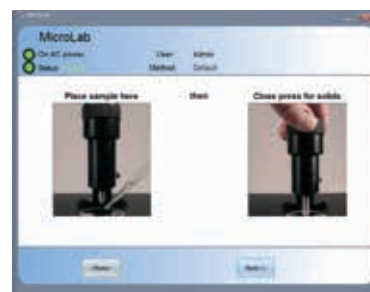 MicroLab
On AC power
User: Admin
Status:
Method: Default
Place sample here then Close press for solids